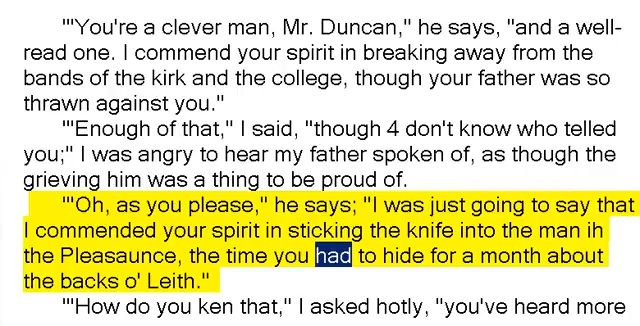 "'You're a clever man, Mr. Duncan," he says, "and a well-
read one. I commend your spirit in breaking away from the
bands of the kirk and the college, though your father was so
thrawn against you."
"'Enough of that," I said, "though 4 don't know who told
you;" I was angry to hear my father spoken of, as though the
grieving him was a thing to be proud of.
"'Oh, as you please," he says; "I was just going to say that
I commended your spirit in sticking the knife into the man ih
the Pleasaunce, the time you had to hide for a month about
the backs o' Leith."
"'How do you ken that," I asked hotly, "you've heard more